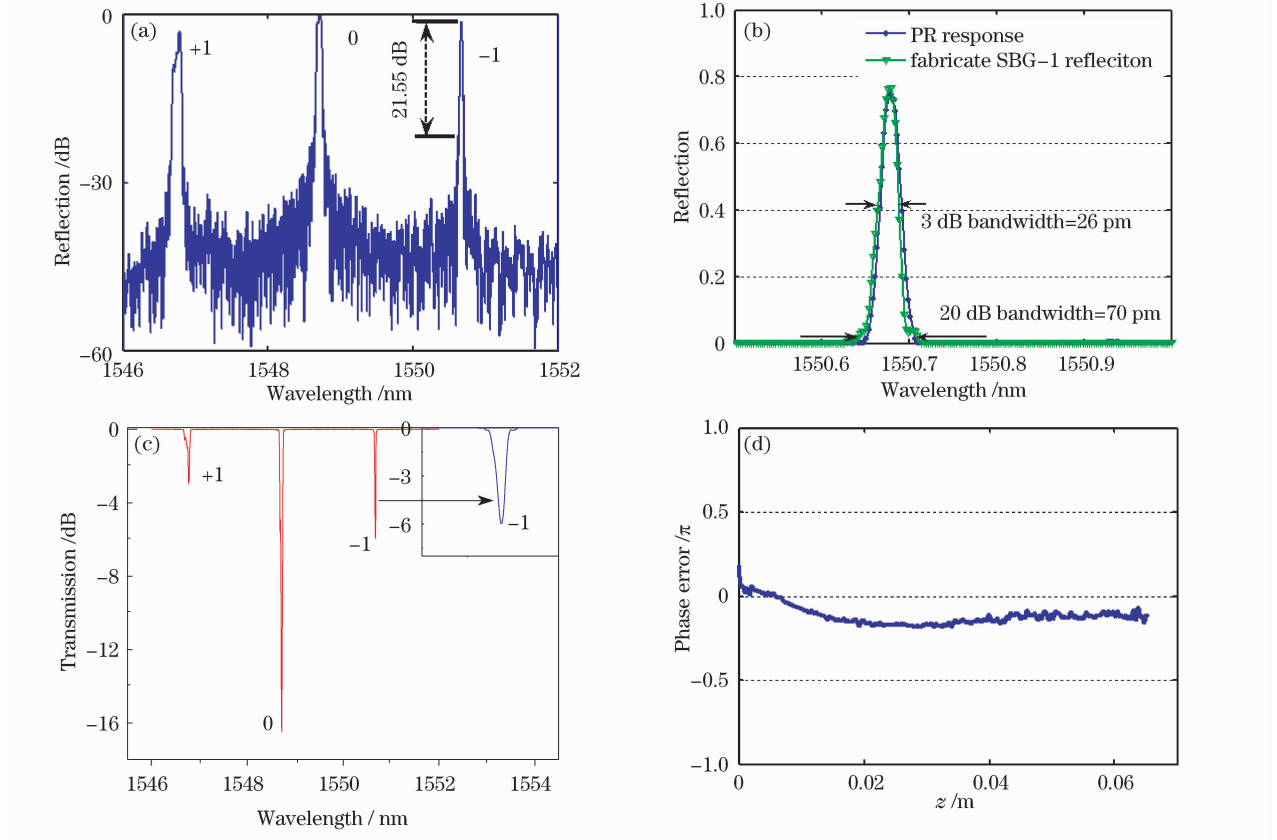 (a)
+1
0
−1
21.55 dB
0
−30
−60
Reflection /dB
1546
1548
1550
1552
Wavelength /nm
(b)
PR response
fabricate SBG−1 refleciton
1.0
0.8
0.6
0.4
0.2
0
Reflection
3 dB bandwidth=26 pm
20 dB bandwidth=70 pm
1550.6
1550.7
1550.8
1550.9
Wavelength /nm
(c)
0
−4
−8
−12
−16
Transmission /dB
+1
0
−1
0
−3
−6
−1
1546
1548
1550
1552
1554
Wavelength / nm
(d)
1.0
0.5
0
−0.5
−1.0
Phase error /π
0
0.02
0.04
0.06
z /m